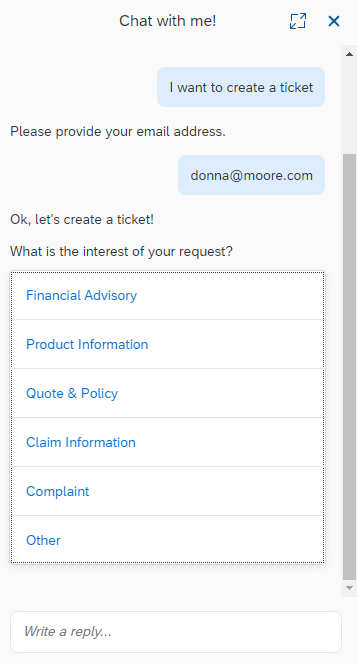 Chat with me!
I want to create a ticket
Please provide your email address.
donna@moore.com
Ok, let's create a ticket!
What is the interest of your request?
Financial Advisory
Product Information
Quote & Policy
Claim Information
Complaint
Other
Write a reply...